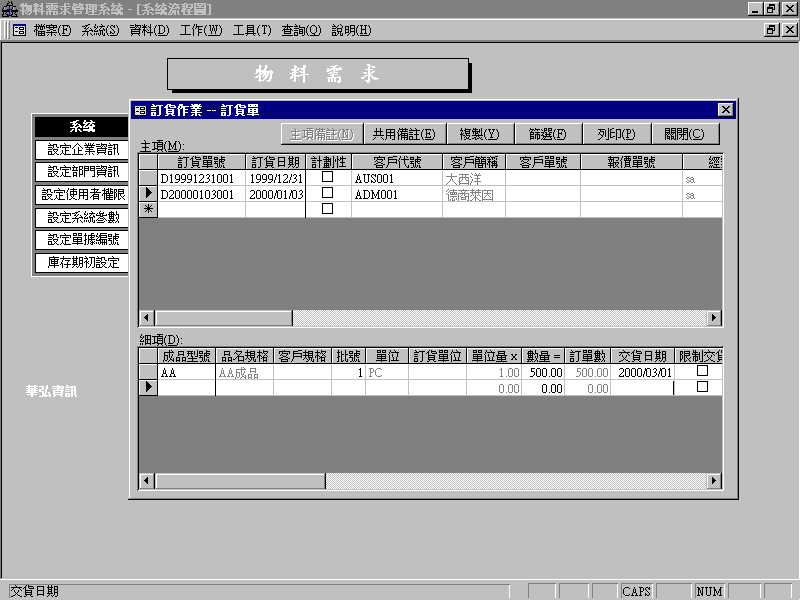 物料需求管理系統 - [系統流程圖]
檔案(F) 系統(S) 資料(D) 工作(W) 工具(T) 查詢(Q) 說明(H)
物 料 需 求
訂貨作業 -- 訂貨單
系統
設定企業資訊
設定部門資訊
設定使用者權限
設定系統參數
設定單據編號
庫存期初設定
主項備註(N) 共用備註(E) 複製(Y) 篩選(F) 列印(P) 關閉(C)
主項(M):
訂貨單號 訂貨日期 計劃性 客戶代號 客戶簡稱 客戶單號 報價單號
D19991231001 1999/12/31 AUS001 大西洋 sa
D20000103001 2000/01/03 ADM001 德商萊因 sa
細項(D):
成品型號 品名規格 客戶規格 批號 單位 訂貨單位 單位量 x 數量 = 訂單數 交貨日期 限制交貨
AA AA成品 1 PC 1.00 500.00 500.00 2000/03/01
0.00 0.00 0.00
華弘資訊
交貨日期 CAPS NUM